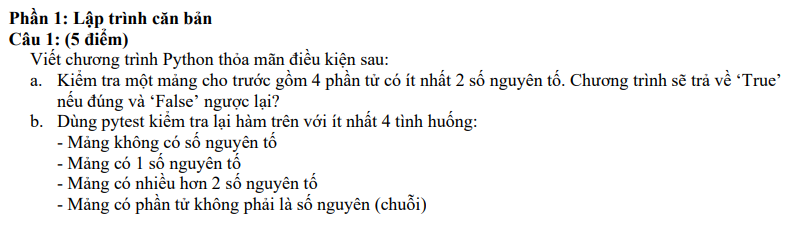 Phần 1: Lập trình căn bản
Câu 1: (5 điểm)
Viết chương trình Python thỏa mãn điều kiện sau:
a. Kiểm tra một mảng cho trước gồm 4 phần tử có ít nhất 2 số nguyên tố. Chương trình sẽ trả về ‘True’
nếu đúng và ‘False’ ngược lại?
b. Dùng pytest kiểm tra lại hàm trên với ít nhất 4 tình huống:
- Mảng không có số nguyên tố
- Mảng có 1 số nguyên tố
- Mảng có nhiều hơn 2 số nguyên tố
- Mảng có phần tử không phải là số nguyên (chuỗi)